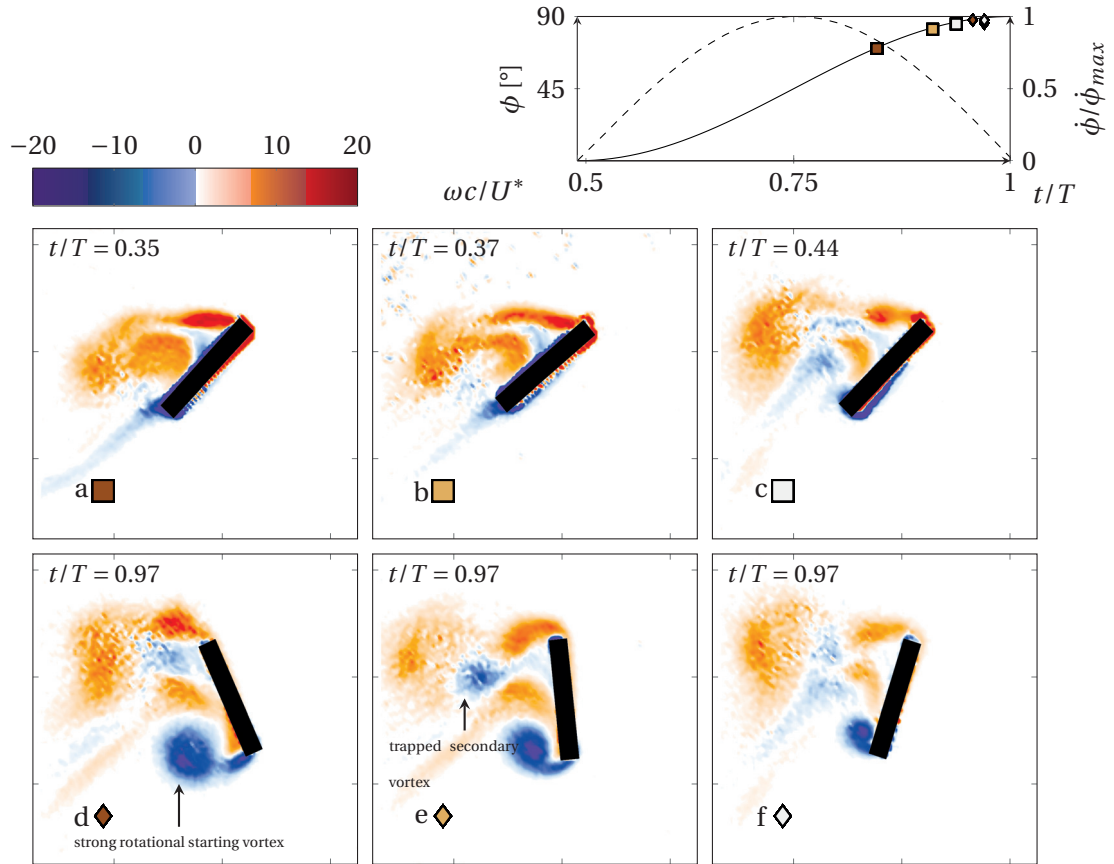 90
45
ϕ [°]
1
0.5
0
ϕ̇/ϕ̇max
0.5 0.75 1
t/T
−20 −10 0 10 20
ωc/U*
t/T = 0.35
a
t/T = 0.37
b
t/T = 0.44
c
t/T = 0.97
d
strong rotational starting vortex
t/T = 0.97
trapped secondary
vortex
e
t/T = 0.97
f